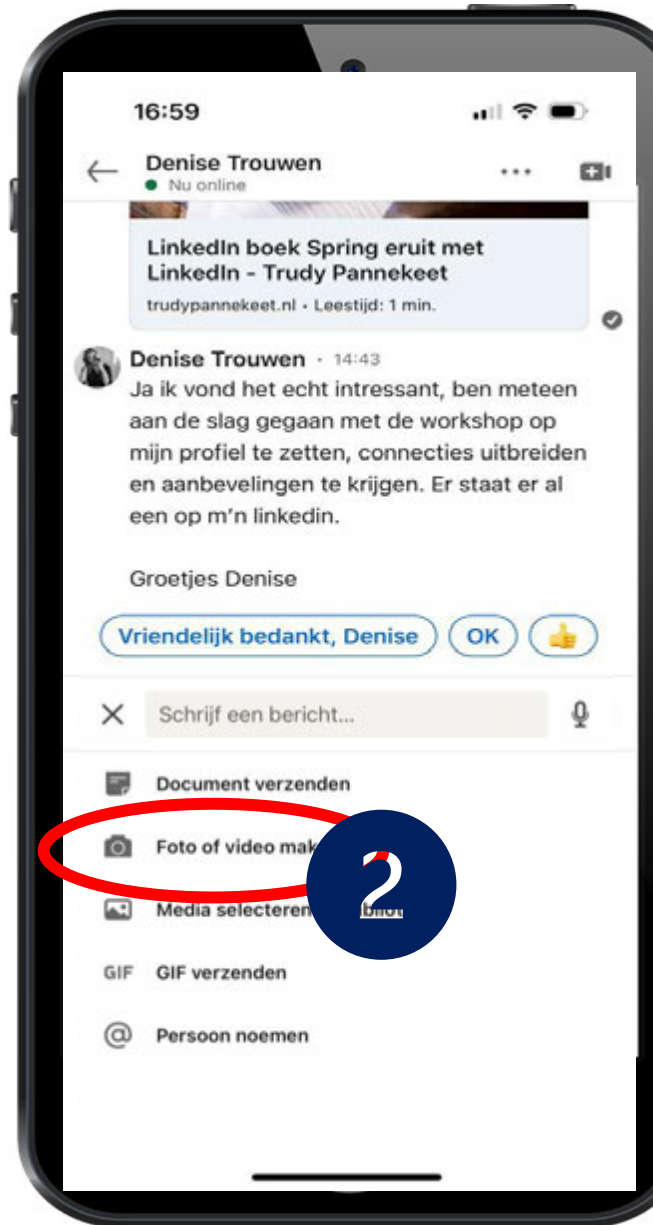 16:59
Denise Trouwen
Nu online
LinkedIn boek Spring eruit met
LinkedIn - Trudy Pannekeet
trudypannekeet.nl • Leestijd: 1 min.
Denise Trouwen · 14:43
Ja ik vond het echt intressant, ben meteen
aan de slag gegaan met de workshop op
mijn profiel te zetten, connecties uitbreiden
en aanbevelingen te krijgen. Er staat er al
een op m'n linkedin.
Groetjes Denise
Vriendelijk bedankt, Denise OK 👍
Schrijf een bericht...
Document verzenden
Foto of video
2
Media selecteren
GIF GIF verzenden
@ Persoon noemen